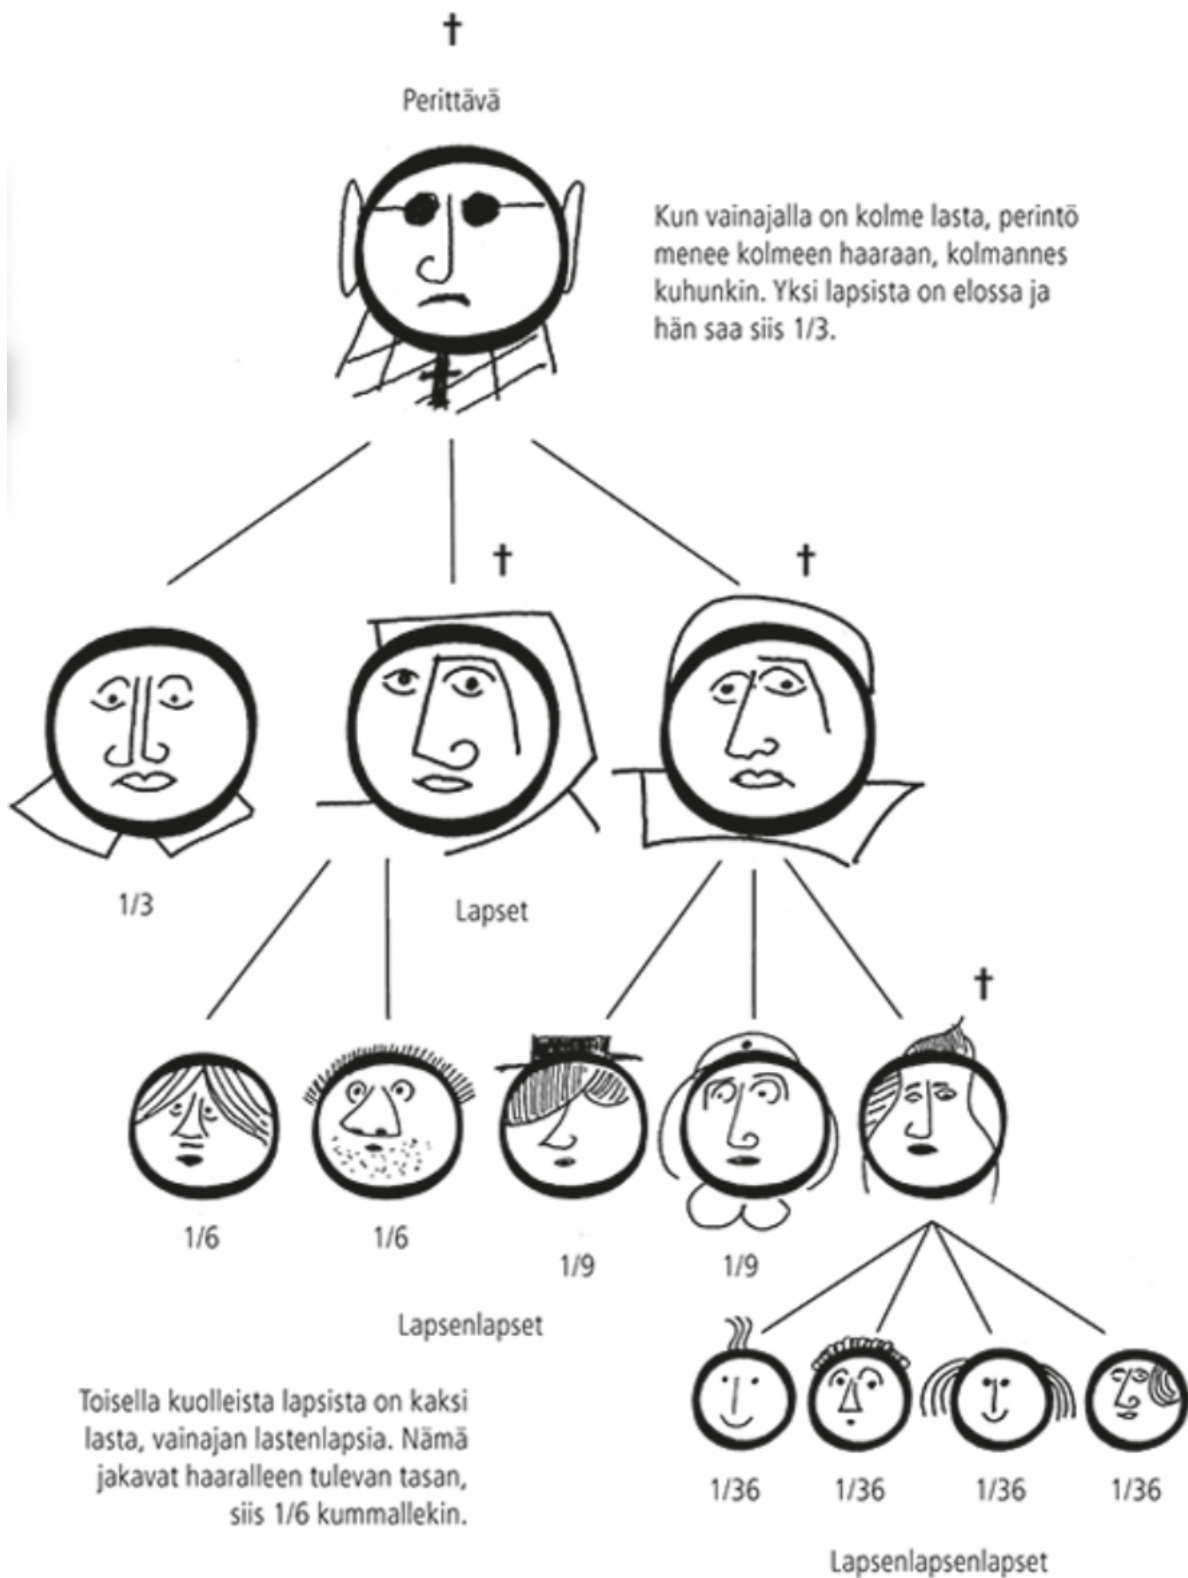 †
Perittävä
Kun vainajalla on kolme lasta, perintö
menee kolmeen haaraan, kolmannes
kuhunkin. Yksi lapsista on elossa ja
hän saa siis 1/3.
† †
1/3
Lapset
†
1/6 1/6 1/9 1/9
Lapsenlapset
Toisella kuolleista lapsista on kaksi
lasta, vainajan lastenlapsia. Nämä
jakavat haaralleen tulevan tasan,
siis 1/6 kummallekin.
1/36 1/36 1/36 1/36
Lapsenlapsenlapset